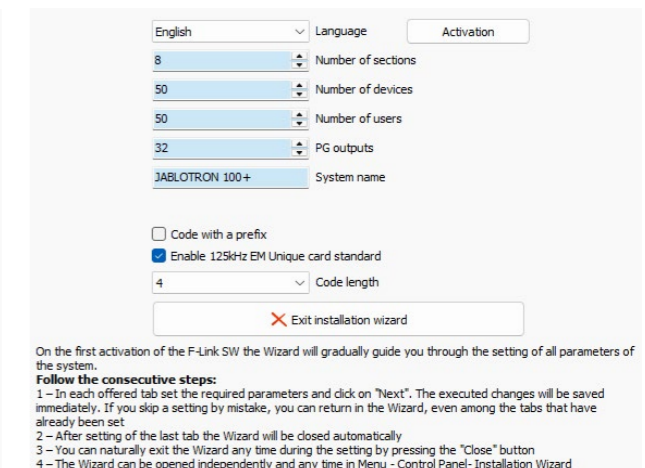 English Language Activation
8 Number of sections
50 Number of devices
50 Number of users
32 PG outputs
JABLOTRON 100+ System name
Code with a prefix
Enable 125kHz EM Unique card standard
4 Code length
Exit installation wizard
On the first activation of the F-Link SW the Wizard will gradually guide you through the setting of all parameters of
the system.
Follow the consecutive steps:
1 – In each offered tab set the required parameters and click on "Next". The executed changes will be saved
immediately. If you skip a setting by mistake, you can return in the Wizard, even among the tabs that have
already been set
2 – After setting of the last tab the Wizard will be closed automatically
3 – You can naturally exit the Wizard any time during the setting by pressing the "Close" button
4 – The Wizard can be opened independently and any time in Menu - Control Panel- Installation Wizard